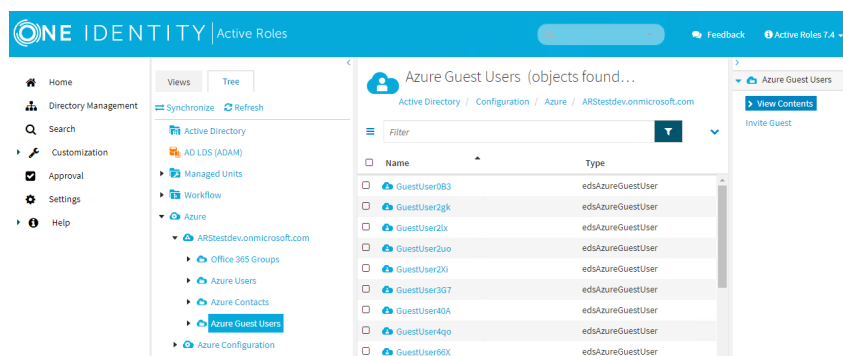 ONE IDENTITY Active Roles
Feedback
Active Roles 7.4
Home
Directory Management
Search
Customization
Approval
Settings
Help
Views
Tree
Synchronize
Refresh
Active Directory
AD LDS (ADAM)
Managed Units
Workflow
Azure
ARStestdev.onmicrosoft.com
Office 365 Groups
Azure Users
Azure Contacts
Azure Guest Users
Azure Configuration
Azure Guest Users (objects found...
Active Directory / Configuration / Azure / ARStestdev.onmicrosoft.com
Filter
Name Type
GuestUser0B3 edsAzureGuestUser
GuestUser2gk edsAzureGuestUser
GuestUser2lx edsAzureGuestUser
GuestUser2uo edsAzureGuestUser
GuestUser2Xi edsAzureGuestUser
GuestUser3G7 edsAzureGuestUser
GuestUser40A edsAzureGuestUser
GuestUser4qo edsAzureGuestUser
GuestUser66X edsAzureGuestUser
Azure Guest Users
View Contents
Invite Guest